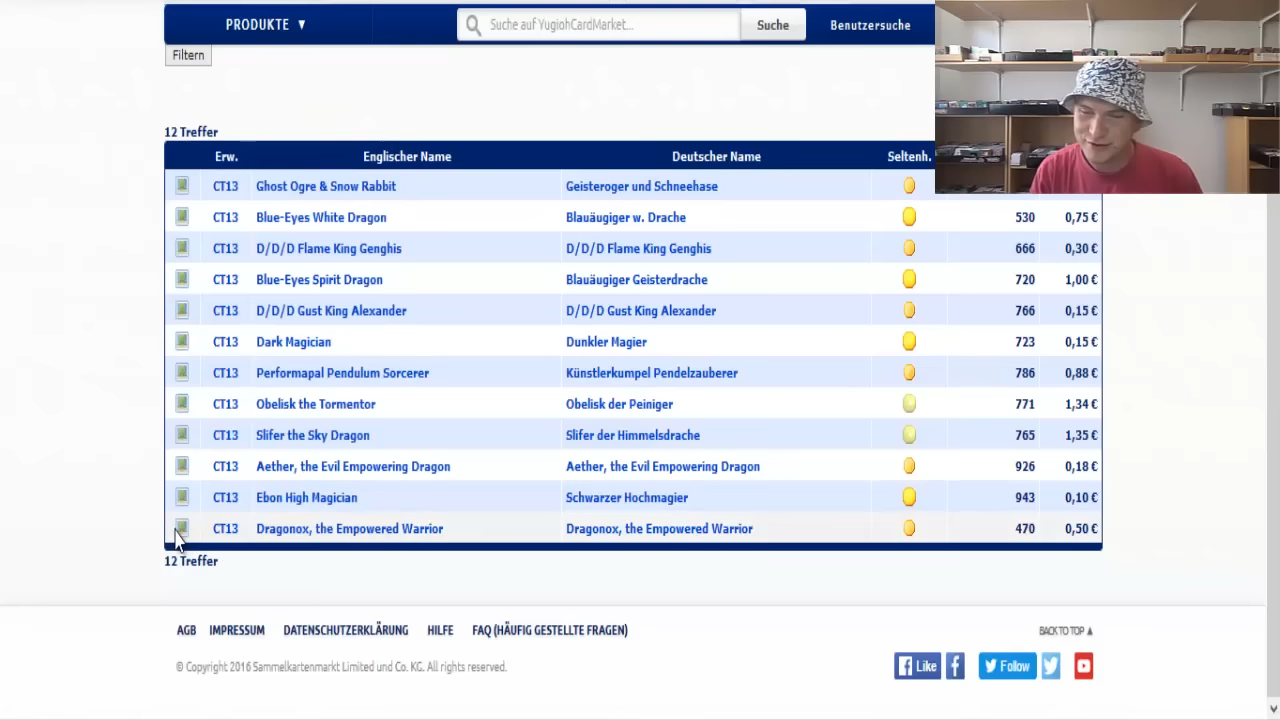 PRODUKTE ▼ Suche auf YugiohCardMarket... Suche Benutzersuche
Filtern
12 Treffer
Erw. Englischer Name Deutscher Name Seltenh.
CT13 Ghost Ogre & Snow Rabbit Geisteroger und Schneehase
CT13 Blue-Eyes White Dragon Blauäugiger w. Drache 530 0,75 €
CT13 D/D/D Flame King Genghis D/D/D Flame King Genghis 666 0,30 €
CT13 Blue-Eyes Spirit Dragon Blauäugiger Geisterdrache 720 1,00 €
CT13 D/D/D Gust King Alexander D/D/D Gust King Alexander 766 0,15 €
CT13 Dark Magician Dunkler Magier 723 0,15 €
CT13 Performapal Pendulum Sorcerer Künstlerkumpel Pendelzauberer 786 0,88 €
CT13 Obelisk the Tormentor Obelisk der Peiniger 771 1,34 €
CT13 Slifer the Sky Dragon Slifer der Himmelsdrache 765 1,35 €
CT13 Aether, the Evil Empowering Dragon Aether, the Evil Empowering Dragon 926 0,18 €
CT13 Ebon High Magician Schwarzer Hochmagier 943 0,10 €
CT13 Dragonox, the Empowered Warrior Dragonox, the Empowered Warrior 470 0,50 €
12 Treffer
AGB IMPRESSUM DATENSCHUTZERKLÄRUNG HILFE FAQ (HÄUFIG GESTELLTE FRAGEN) BACK TO TOP ▲
© Copyright 2016 Sammelkartenmarkt Limited und Co. KG. All rights reserved. Like Follow